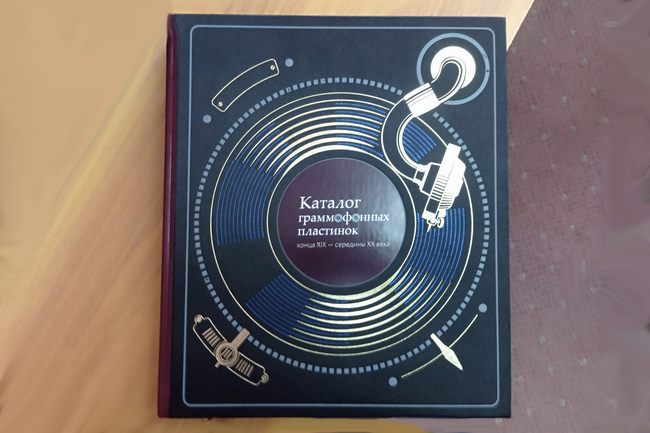 Каталог
граммофонных
пластинок
конца XIX — середины XX века